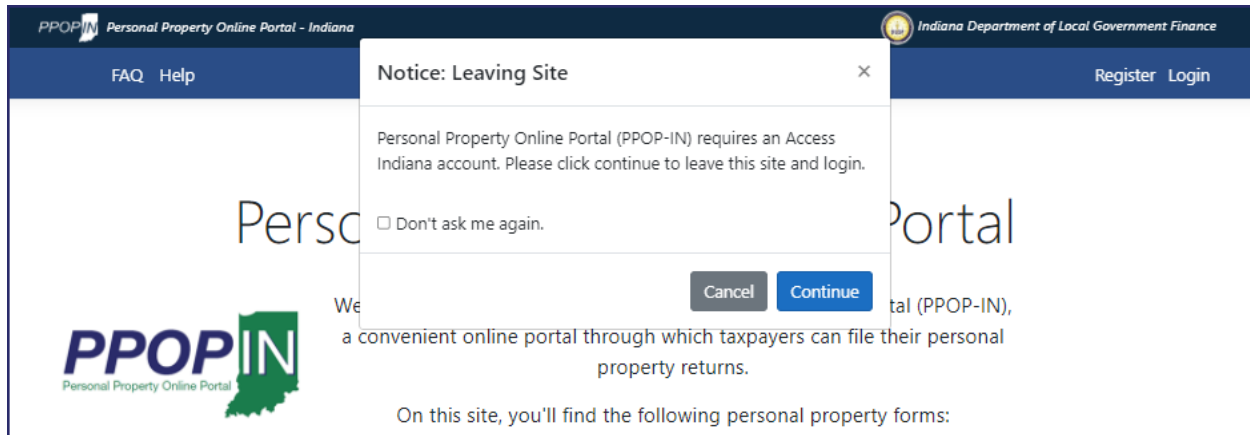 PPOP IN Personal Property Online Portal - Indiana
Indiana Department of Local Government Finance
FAQ Help
Register Login
Notice: Leaving Site
×
Personal Property Online Portal (PPOP-IN) requires an Access
Indiana account. Please click continue to leave this site and login.
Don't ask me again.
Cancel Continue
Perso Portal
We tal (PPOP-IN),
a convenient online portal through which taxpayers can file their personal
property returns.
PPOP IN
Personal Property Online Portal
On this site, you'll find the following personal property forms: